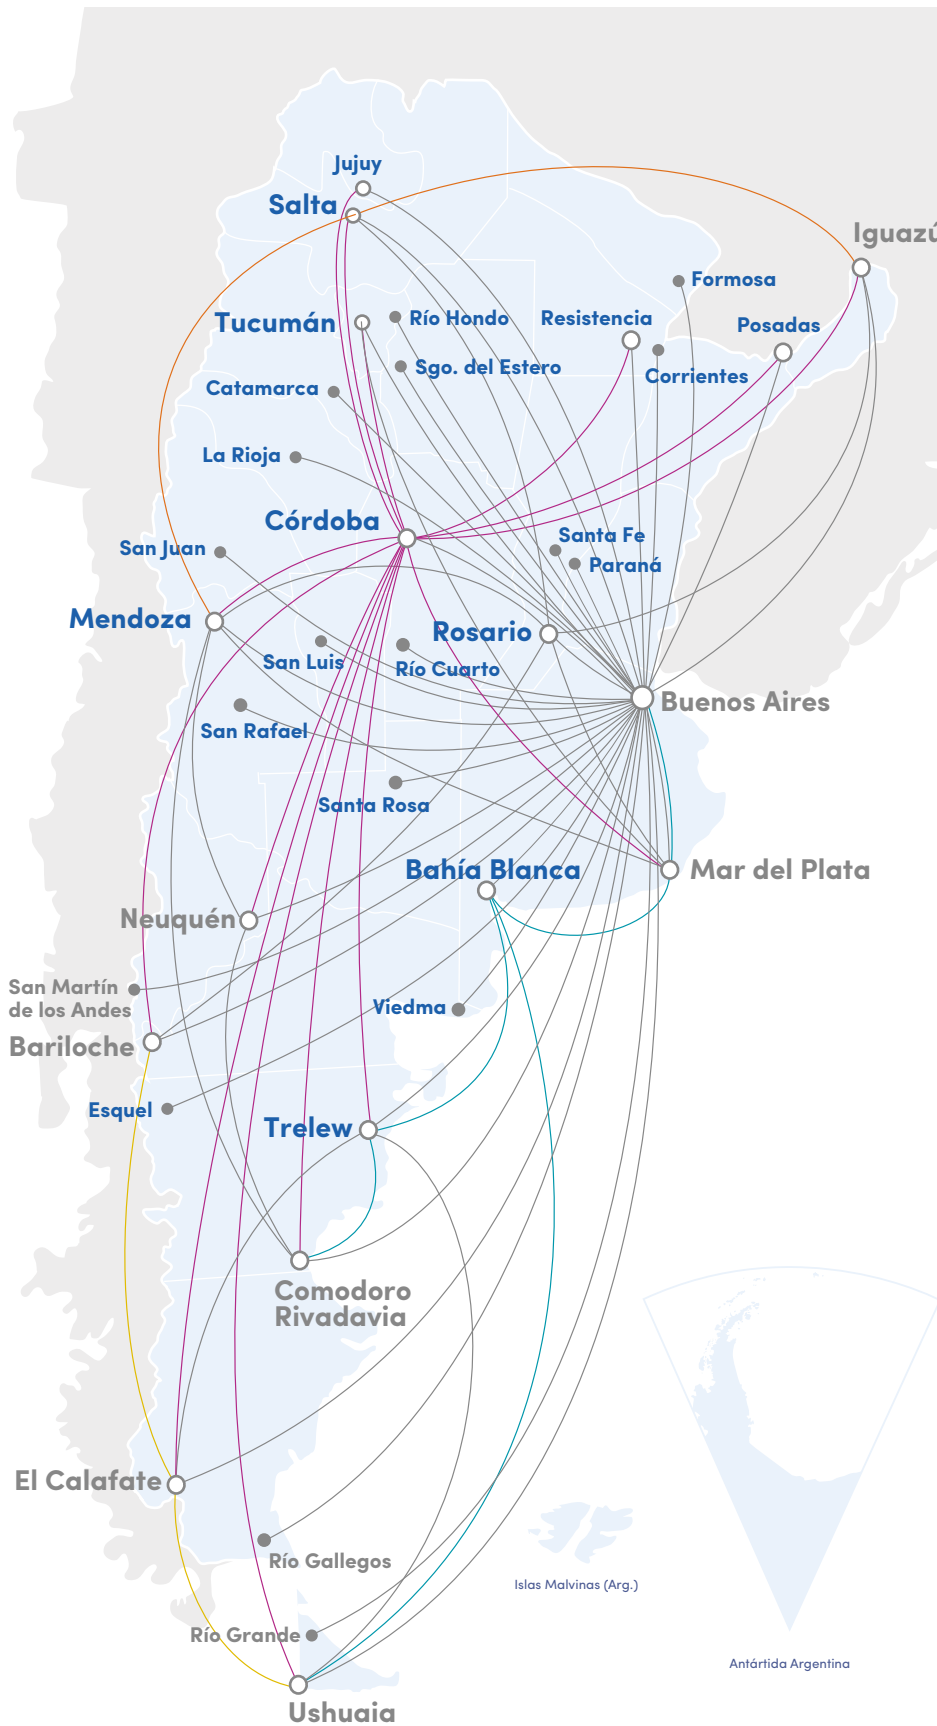 Jujuy
Salta
Iguazú
Formosa
Tucumán
Río Hondo
Resistencia
Posadas
Sgo. del Estero
Corrientes
Catamarca
La Rioja
Córdoba
Santa Fe
San Juan
Paraná
Mendoza
Rosario
San Luis
Río Cuarto
Buenos Aires
San Rafael
Santa Rosa
Bahía Blanca
Mar del Plata
Neuquén
San Martín
de los Andes
Viedma
Bariloche
Esquel
Trelew
Comodoro
Rivadavia
El Calafate
Río Gallegos
Islas Malvinas (Arg.)
Río Grande
Antártida Argentina
Ushuaia